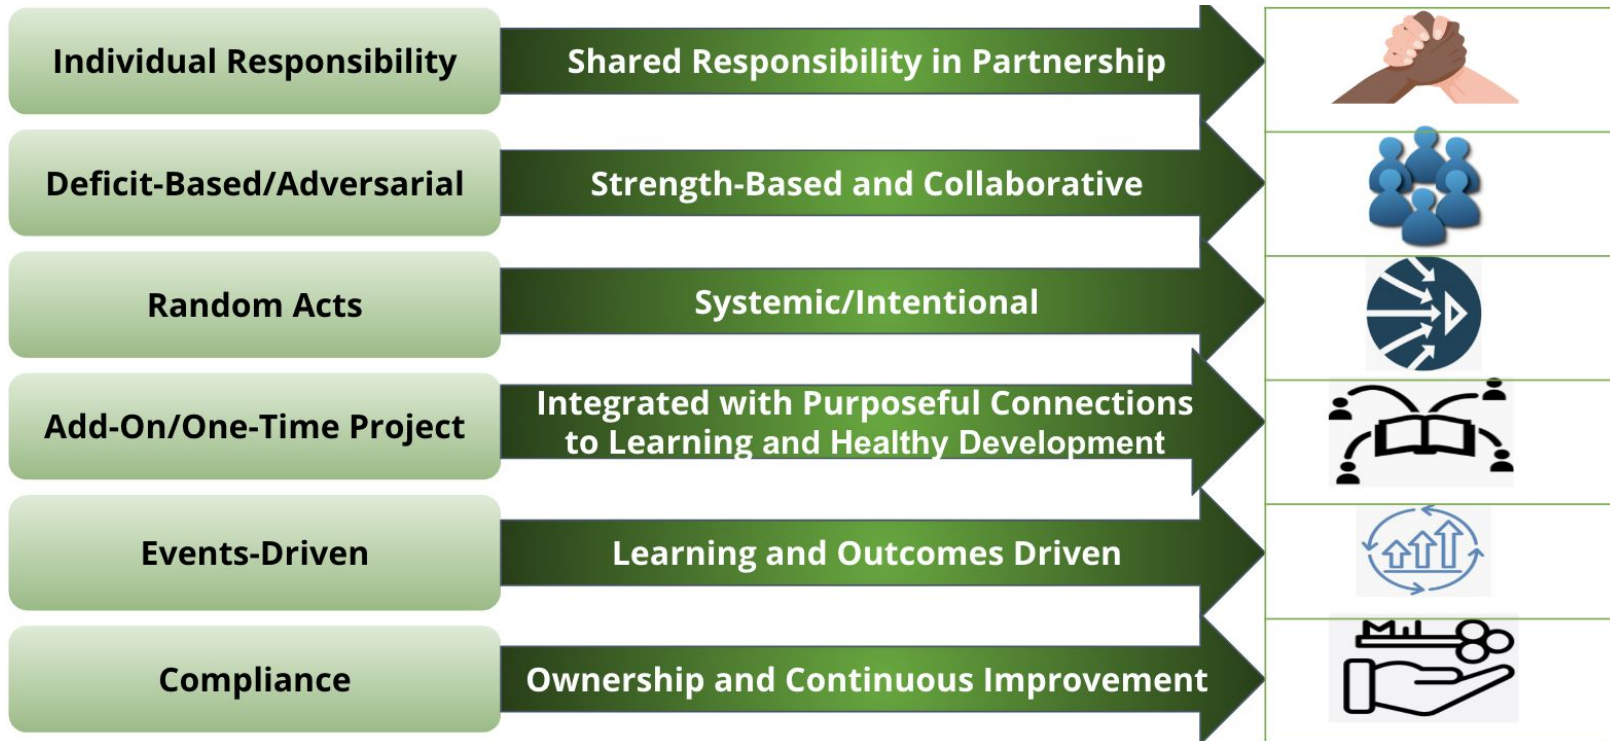 Individual Responsibility
Shared Responsibility in Partnership
Deficit-Based/Adversarial
Strength-Based and Collaborative
Random Acts
Systemic/Intentional
Add-On/One-Time Project
Integrated with Purposeful Connections
to Learning and Healthy Development
Events-Driven
Learning and Outcomes Driven
Compliance
Ownership and Continuous Improvement